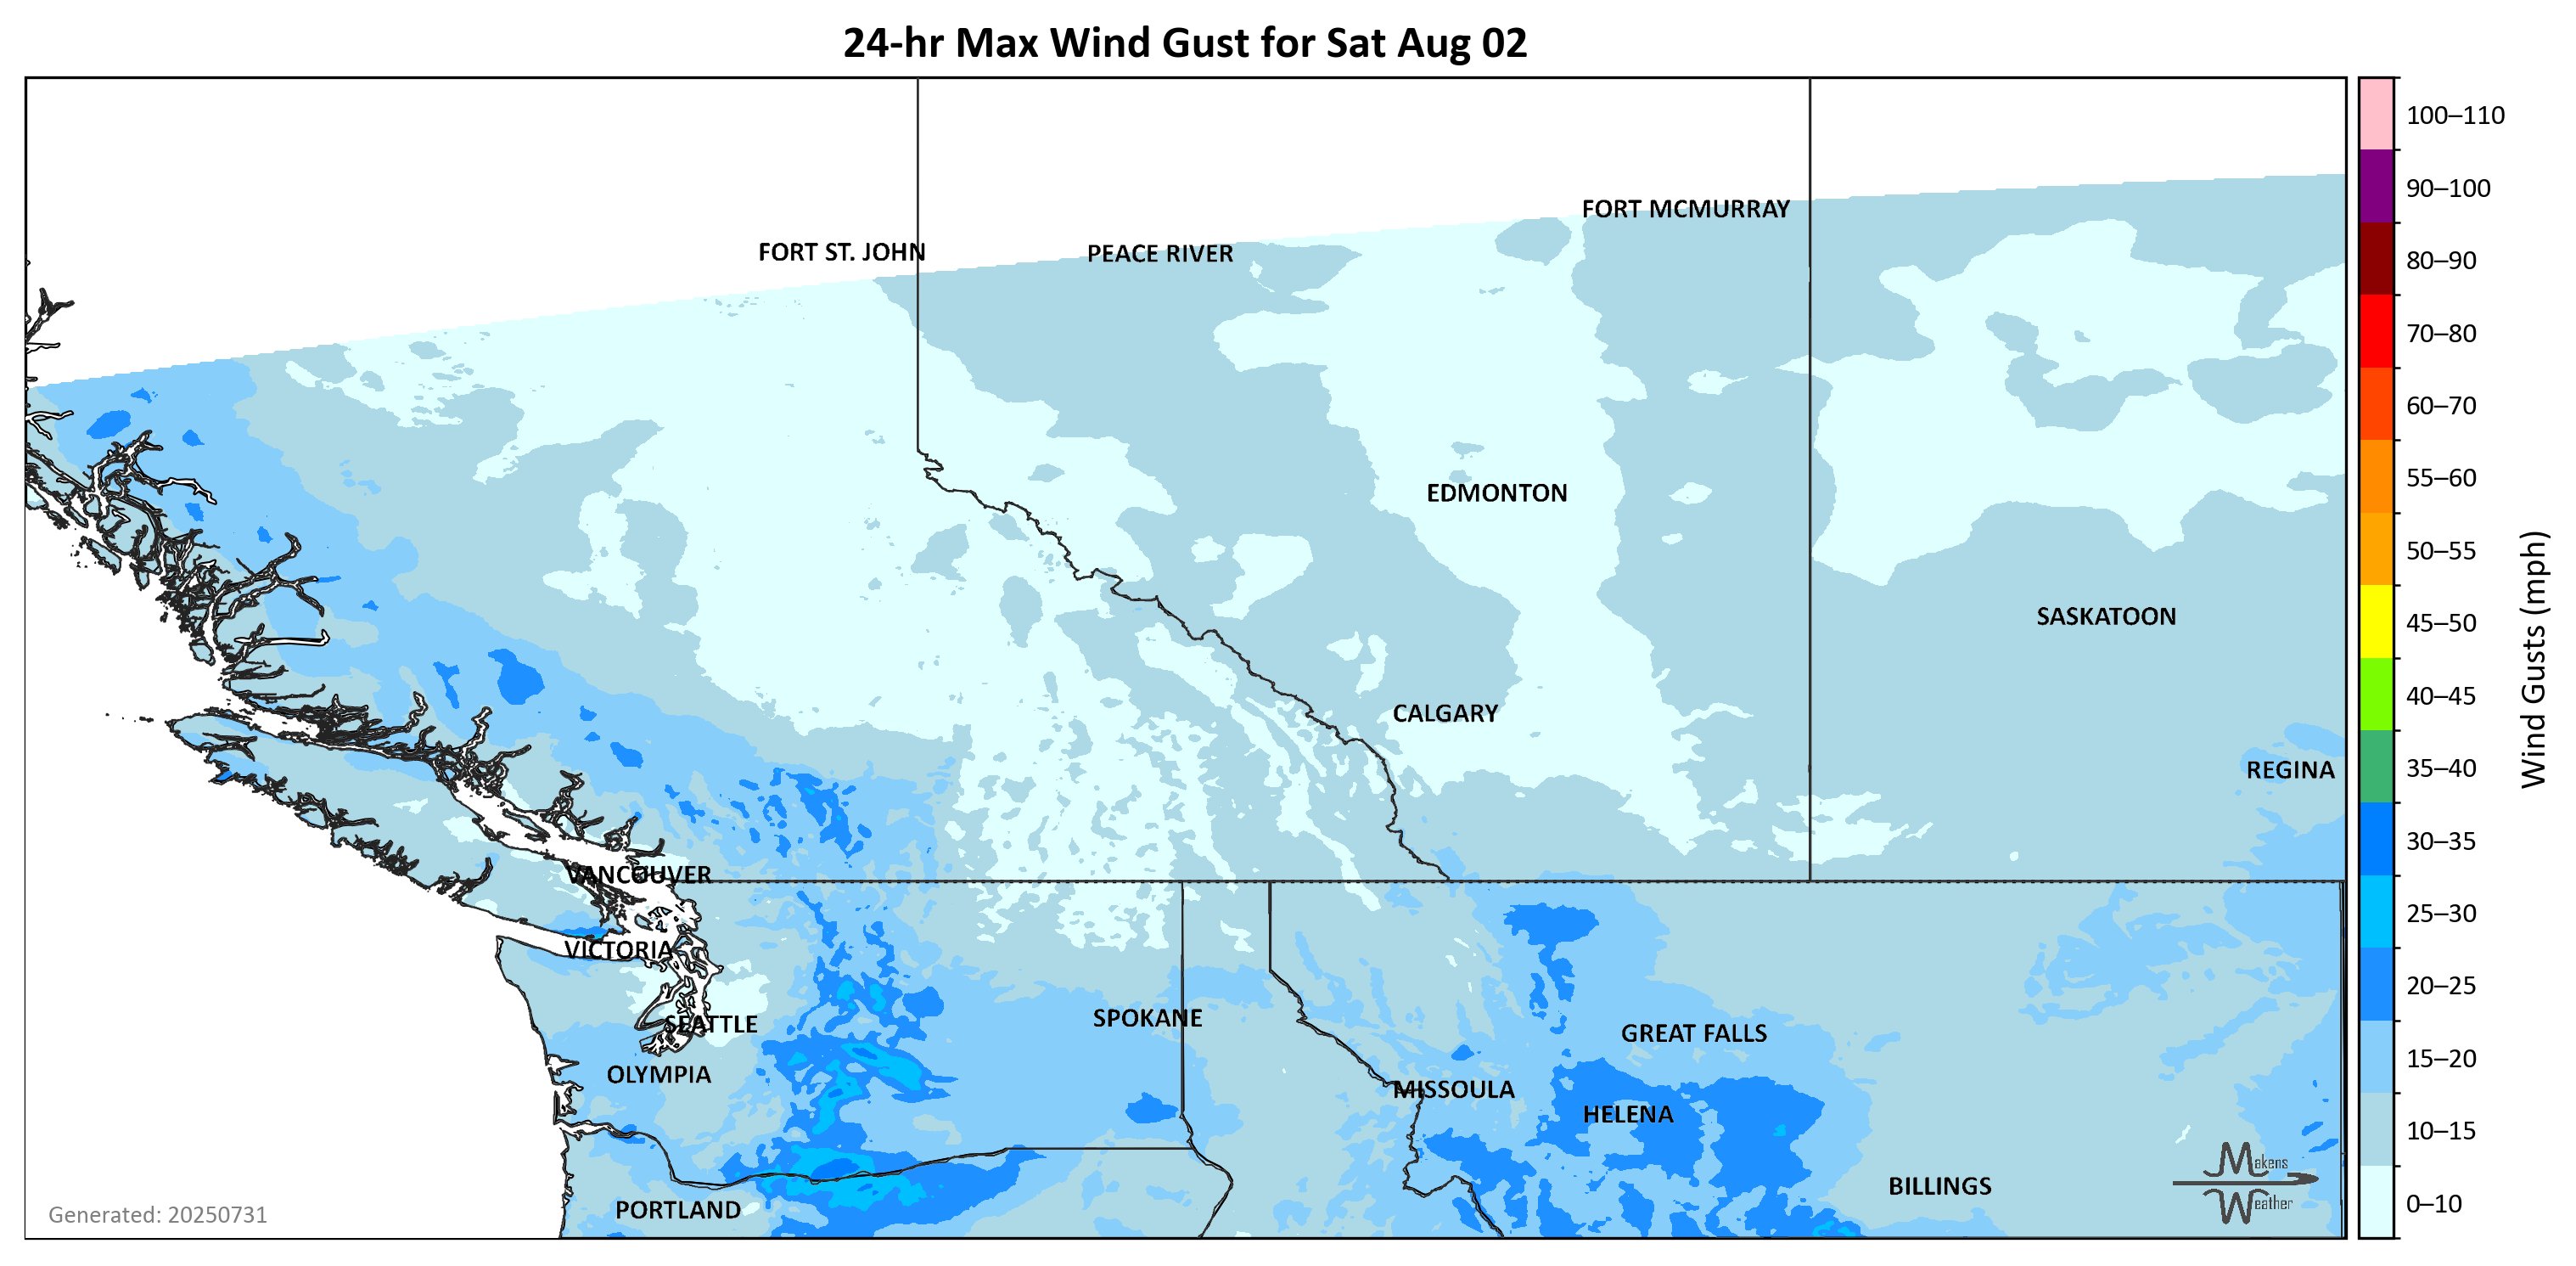 24-hr Max Wind Gust for Sat Aug 02
100–110
90–100
80–90
70–80
60–70
55–60
50–55
45–50
40–45
35–40
30–35
25–30
20–25
15–20
10–15
0–10
Wind Gusts (mph)
FORT MCMURRAY
FORT ST. JOHN
PEACE RIVER
EDMONTON
SASKATOON
CALGARY
REGINA
VANCOUVER
VICTORIA
SEATTLE
SPOKANE
GREAT FALLS
OLYMPIA
MISSOULA
HELENA
BILLINGS
PORTLAND
Makens
Weather
Generated: 20250731